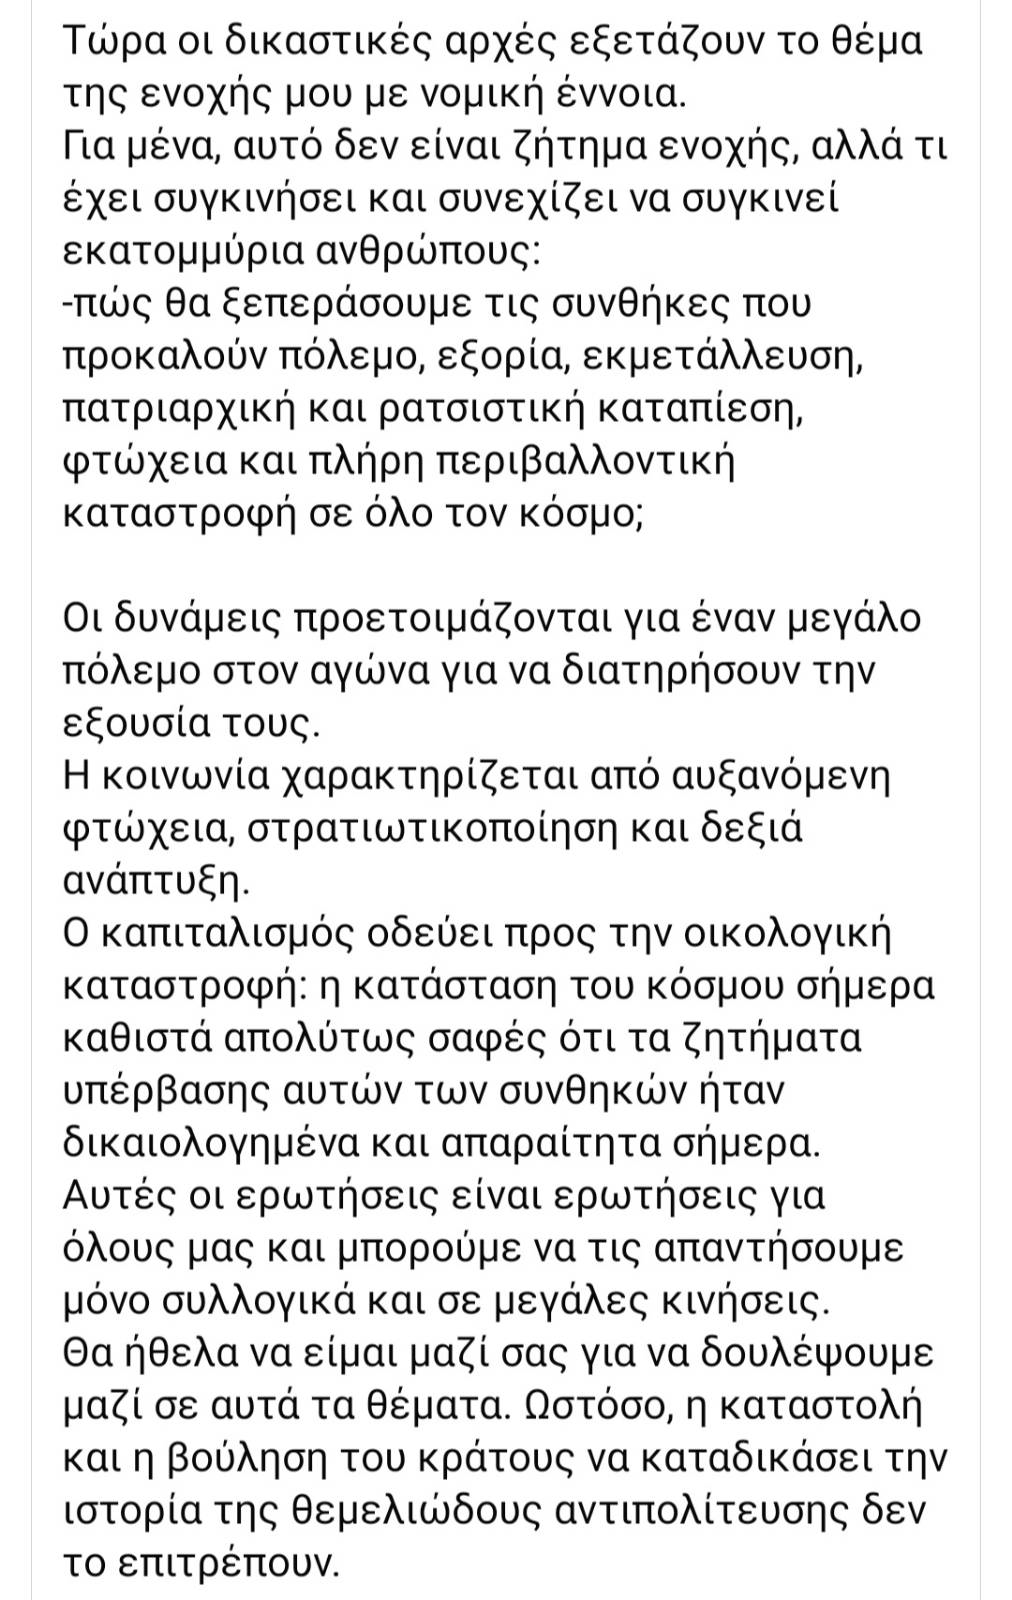 Τώρα οι δικαστικές αρχές εξετάζουν το θέμα
της ενοχής μου με νομική έννοια.
Για μένα, αυτό δεν είναι ζήτημα ενοχής, αλλά τι
έχει συγκινήσει και συνεχίζει να συγκινεί
εκατομμύρια ανθρώπους:
-πώς θα ξεπεράσουμε τις συνθήκες που
προκαλούν πόλεμο, εξορία, εκμετάλλευση,
πατριαρχική και ρατσιστική καταπίεση,
φτώχεια και πλήρη περιβαλλοντική
καταστροφή σε όλο τον κόσμο;
Οι δυνάμεις προετοιμάζονται για έναν μεγάλο
πόλεμο στον αγώνα για να διατηρήσουν την
εξουσία τους.
Η κοινωνία χαρακτηρίζεται από αυξανόμενη
φτώχεια, στρατιωτικοποίηση και δεξιά
ανάπτυξη.
Ο καπιταλισμός οδεύει προς την οικολογική
καταστροφή: η κατάσταση του κόσμου σήμερα
καθιστά απολύτως σαφές ότι τα ζητήματα
υπέρβασης αυτών των συνθηκών ήταν
δικαιολογημένα και απαραίτητα σήμερα.
Αυτές οι ερωτήσεις είναι ερωτήσεις για
όλους μας και μπορούμε να τις απαντήσουμε
μόνο συλλογικά και σε μεγάλες κινήσεις.
Θα ήθελα να είμαι μαζί σας για να δουλέψουμε
μαζί σε αυτά τα θέματα. Ωστόσο, η καταστολή
και η βούληση του κράτους να καταδικάσει την
ιστορία της θεμελιώδους αντιπολίτευσης δεν
το επιτρέπουν.